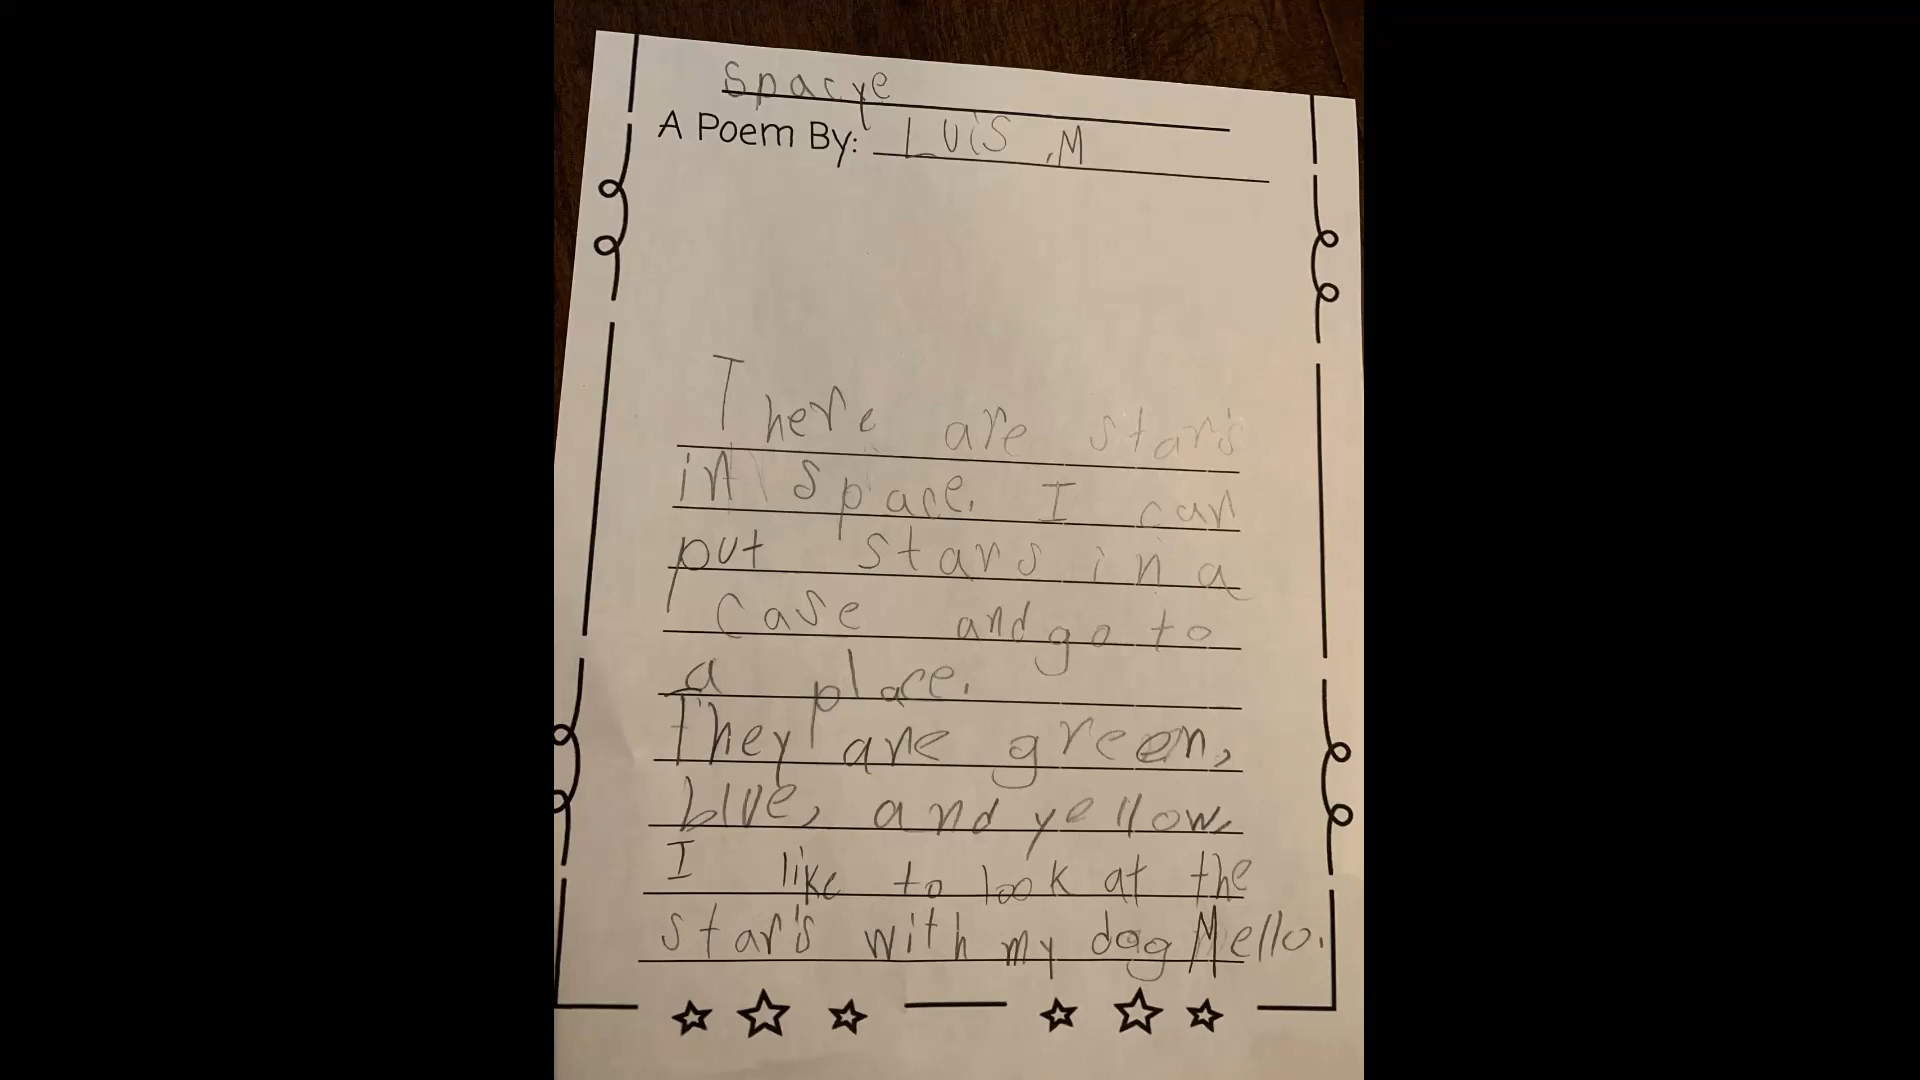 Spacye
A Poem By: LUiS .M
There are star's
in space. I can
put stars in a
case and go to
a place.
They are green,
blue, and yellow.
I like to look at the
star's with my dog Mello.